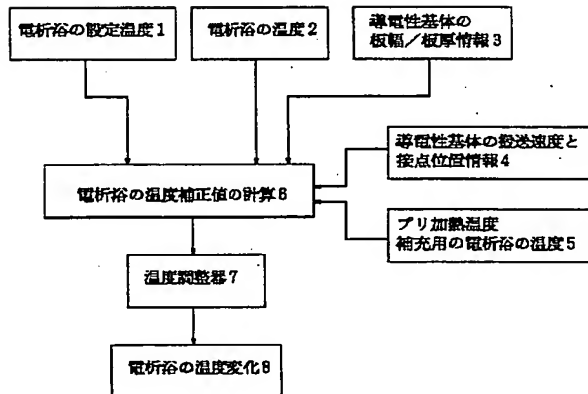 電析浴の設定温度1
電析浴の温度2
導電性基体の
板幅/板厚情報3
導電性基体の搬送速度と
接点位置情報4
電析浴の温度補正値の計算6
プリ加熱温度
補充用の電析浴の温度5
温度調整器7
電析浴の温度変化8